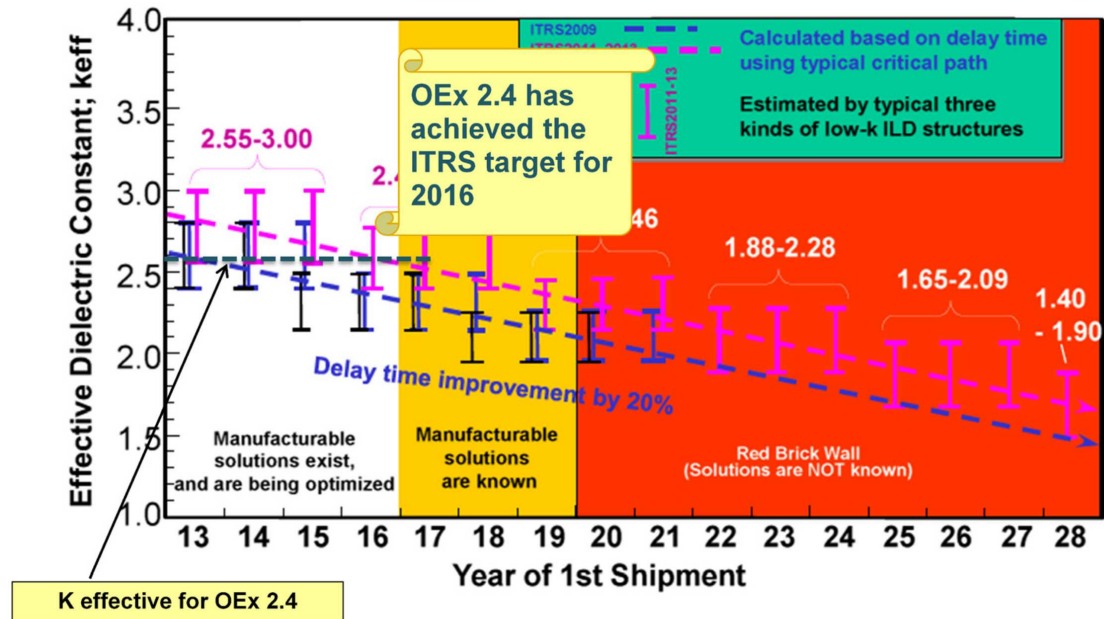 4.0
3.5
3.0
2.5
2.0
1.5
1.0
Effective Dielectric Constant; keff
ITRS2009
ITRS2011-2013
Calculated based on delay time
using typical critical path
ITRS2011-13
Estimated by typical three
kinds of low-k ILD structures
OEx 2.4 has
achieved the
ITRS target for
2016
2.55-3.00
2.4
46
1.88-2.28
1.65-2.09
1.40
- 1.90
Delay time improvement by 20%
Manufacturable
solutions exist,
and are being optimized
Manufacturable
solutions
are known
Red Brick Wall
(Solutions are NOT known)
13 14 15 16 17 18 19 20 21 22 23 24 25 26 27 28
Year of 1st Shipment
K effective for OEx 2.4